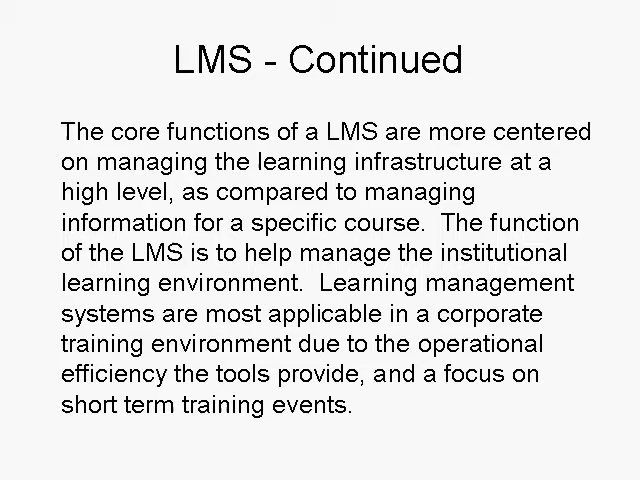 LMS - Continued
The core functions of a LMS are more centered
on managing the learning infrastructure at a
high level, as compared to managing
information for a specific course.  The function
of the LMS is to help manage the institutional
learning environment.  Learning management
systems are most applicable in a corporate
training environment due to the operational
efficiency the tools provide, and a focus on
short term training events.